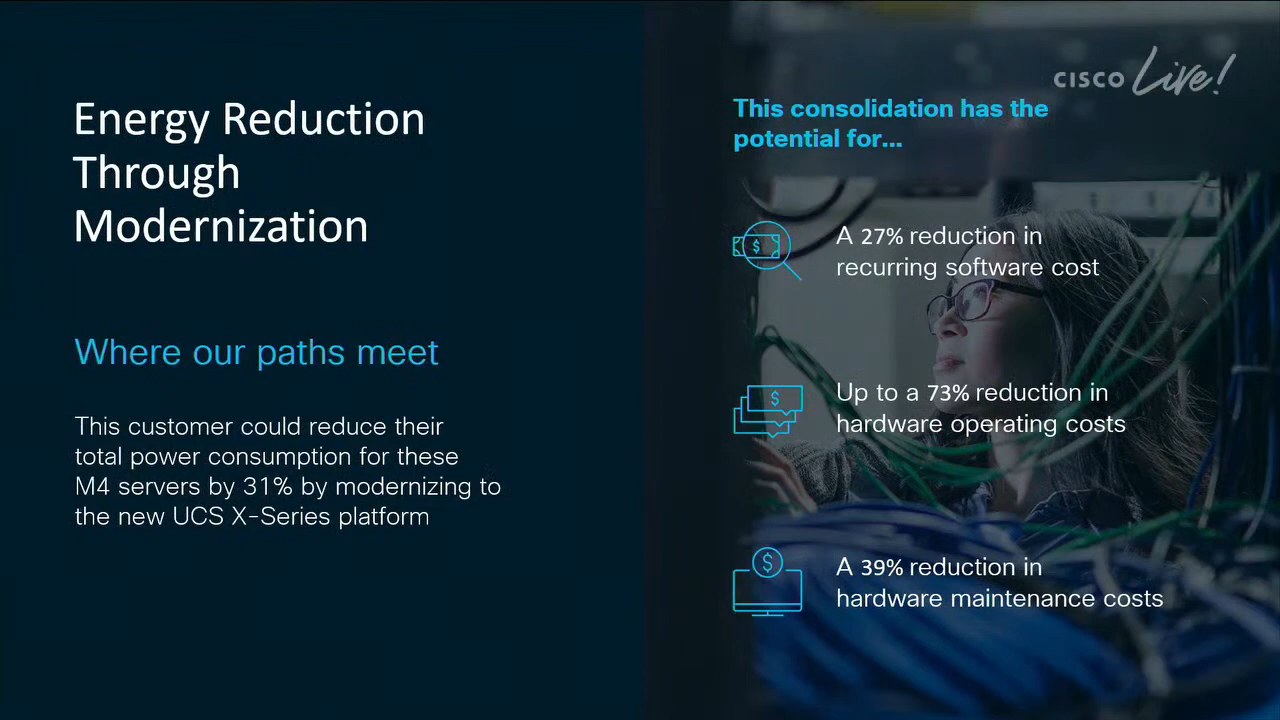 CISCO Live!
Energy Reduction
Through
Modernization
Where our paths meet
This customer could reduce their
total power consumption for these
M4 servers by 31% by modernizing to
the new UCS X-Series platform
This consolidation has the
potential for...
$
A 27% reduction in
recurring software cost
$
Up to a 73% reduction in
hardware operating costs
$
A 39% reduction in
hardware maintenance costs